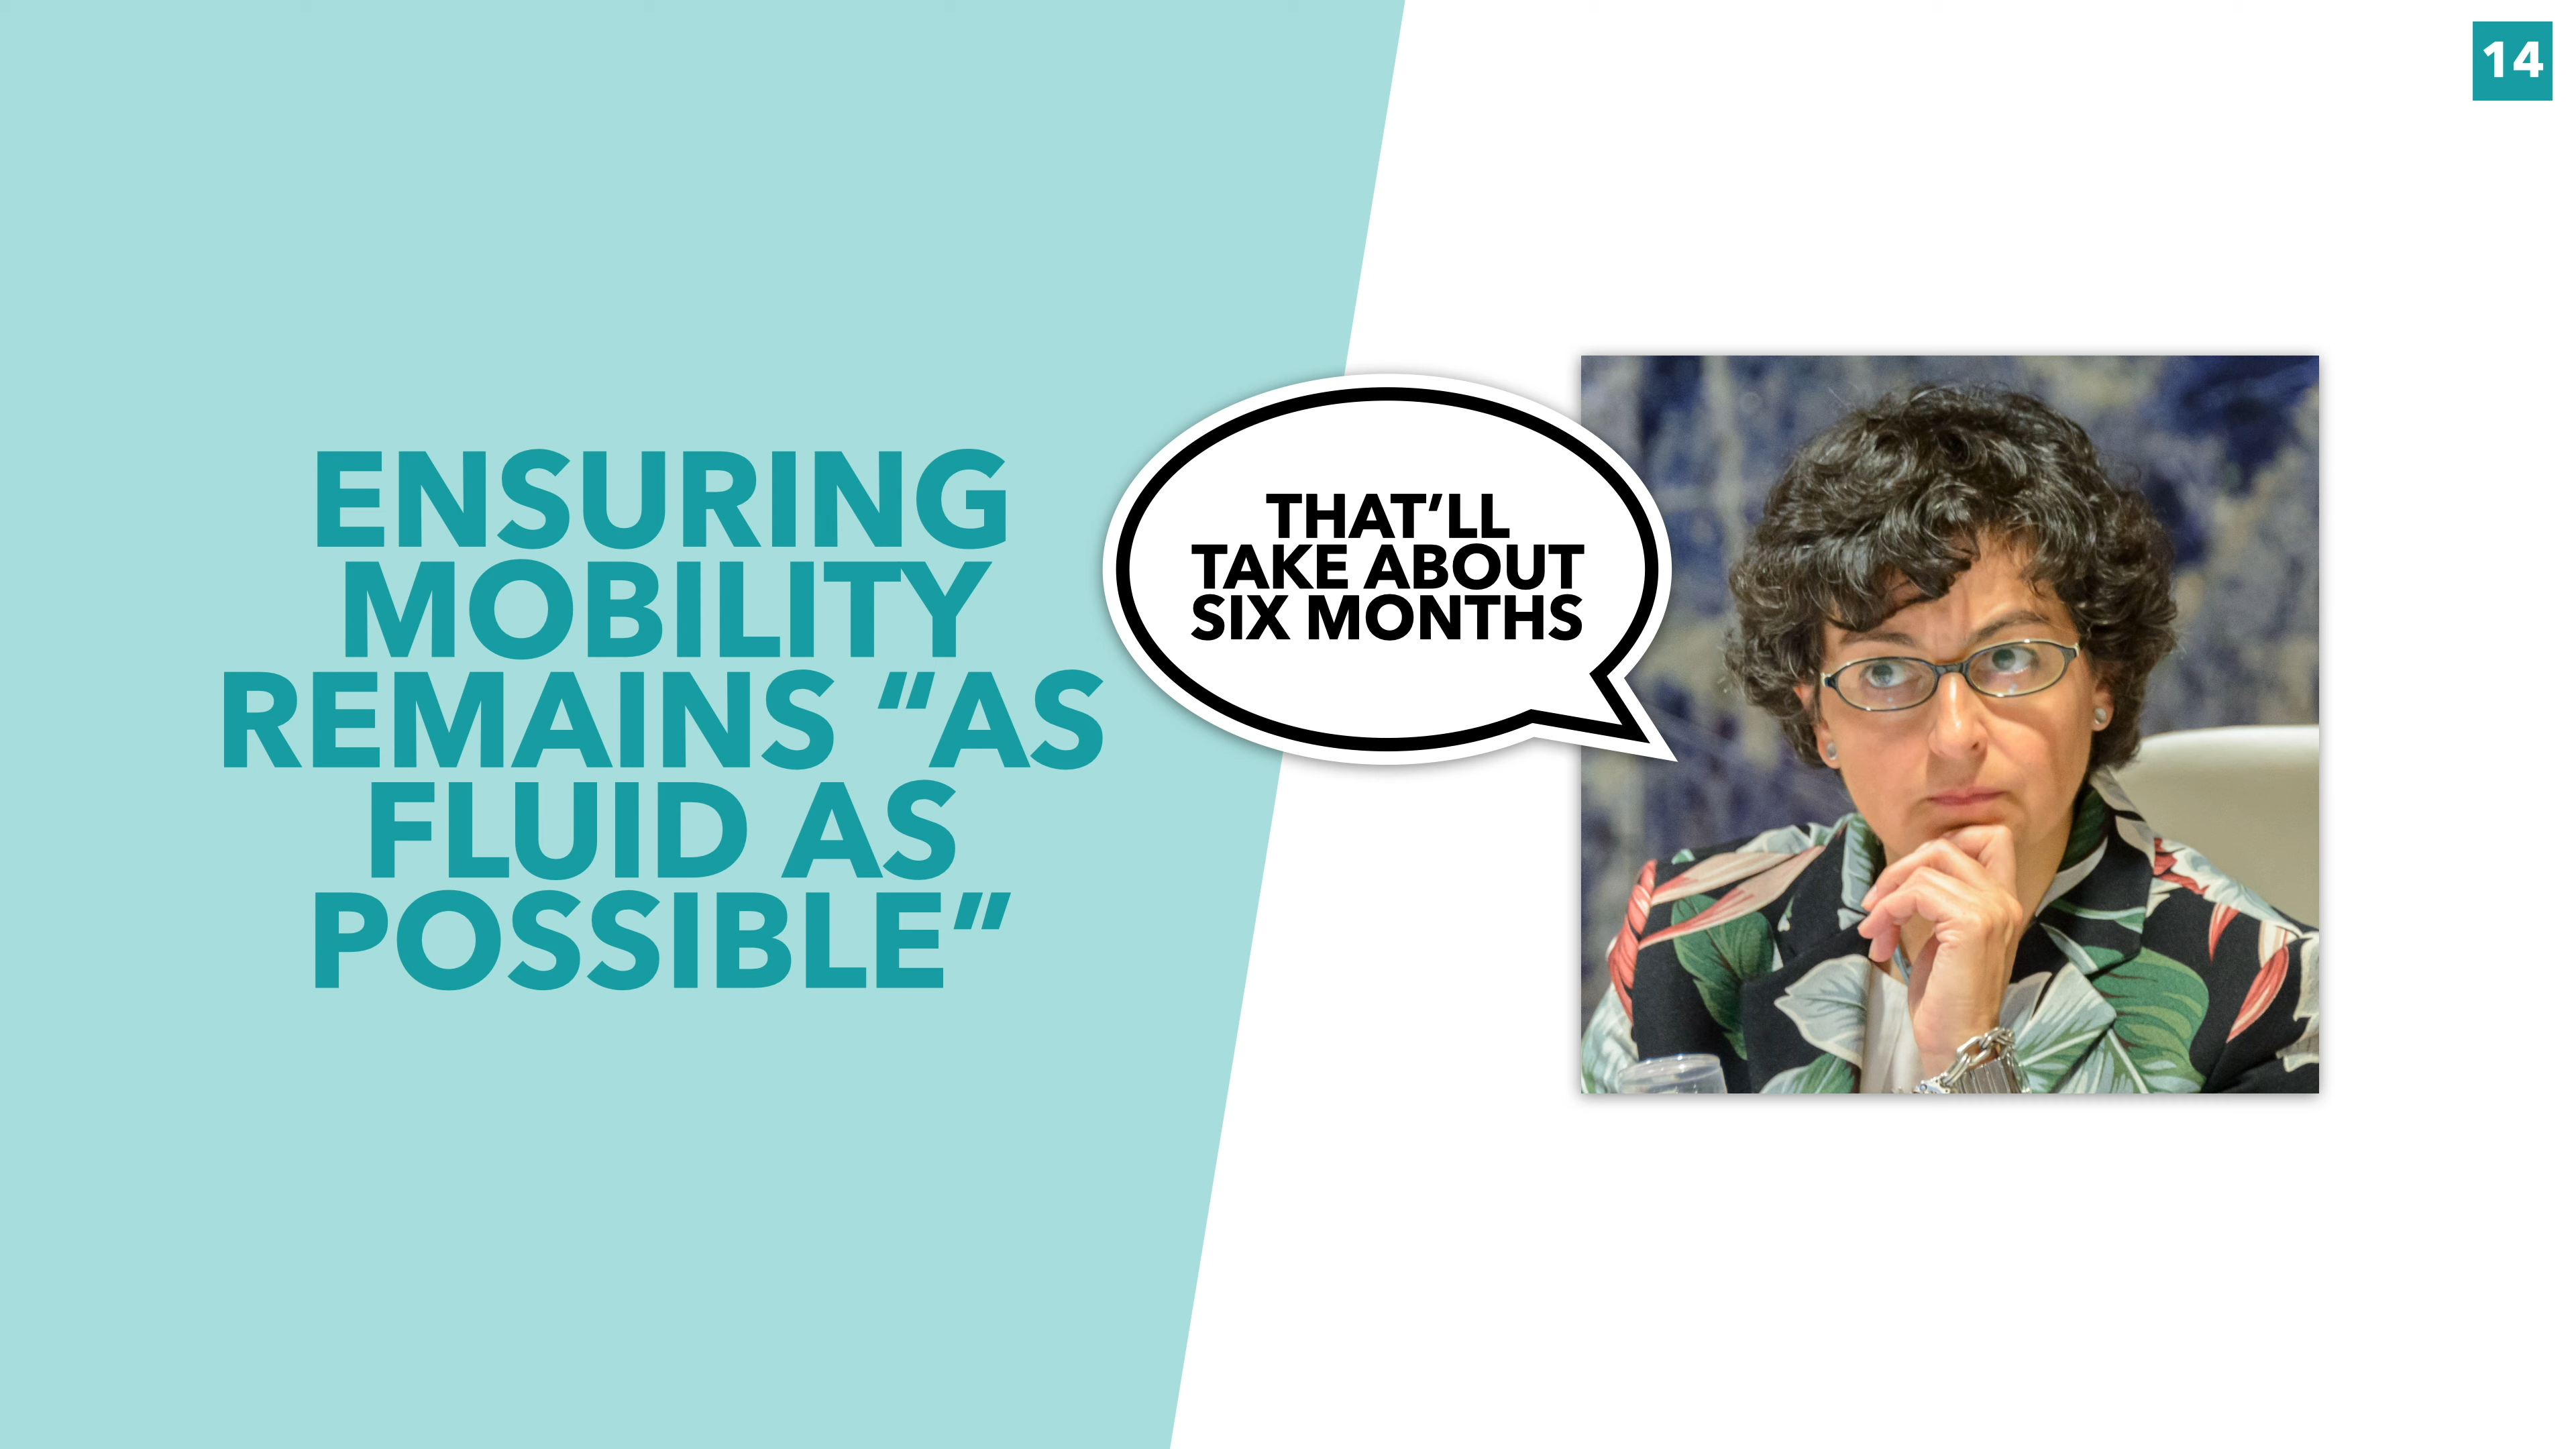 14
ENSURING
MOBILITY
REMAINS “AS
FLUID AS
POSSIBLE”
THAT’LL
TAKE ABOUT
SIX MONTHS